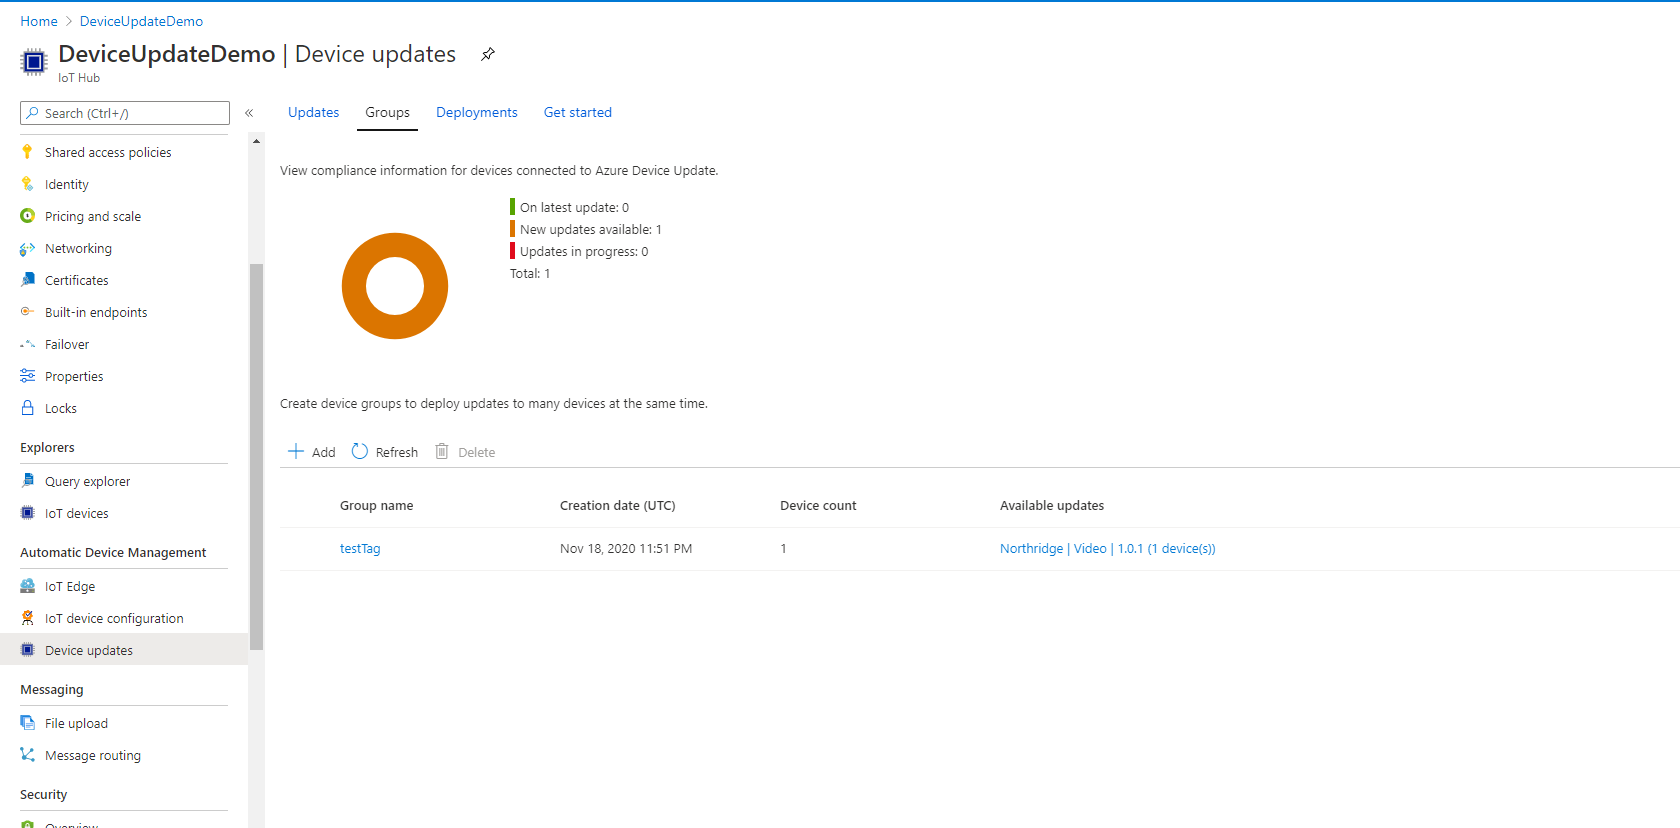 Home > DeviceUpdateDemo
DeviceUpdateDemo | Device updates
IoT Hub
Search (Ctrl+/)
«
Shared access policies
Identity
Pricing and scale
Networking
Certificates
Built-in endpoints
Failover
Properties
Locks
Explorers
Query explorer
IoT devices
Automatic Device Management
IoT Edge
IoT device configuration
Device updates
Messaging
File upload
Message routing
Security
Overview
Updates Groups Deployments Get started
View compliance information for devices connected to Azure Device Update.
On latest update: 0
New updates available: 1
Updates in progress: 0
Total: 1
Create device groups to deploy updates to many devices at the same time.
Add Refresh Delete
Group name Creation date (UTC) Device count Available updates
testTag Nov 18, 2020 11:51 PM 1 Northridge | Video | 1.0.1 (1 device(s))